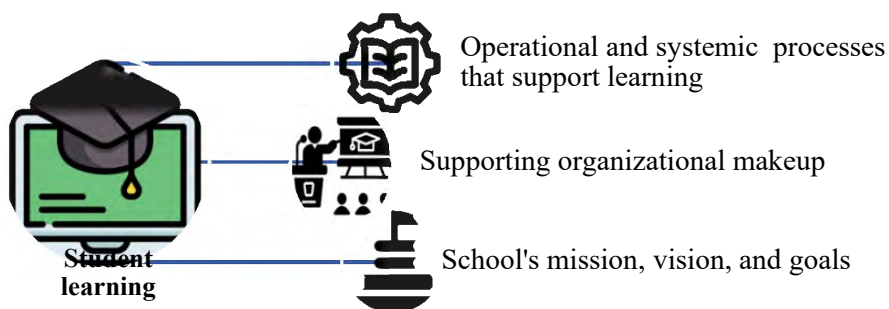 Operational and systemic processes
that support learning
Supporting organizational makeup
Student
learning
School's mission, vision, and goals